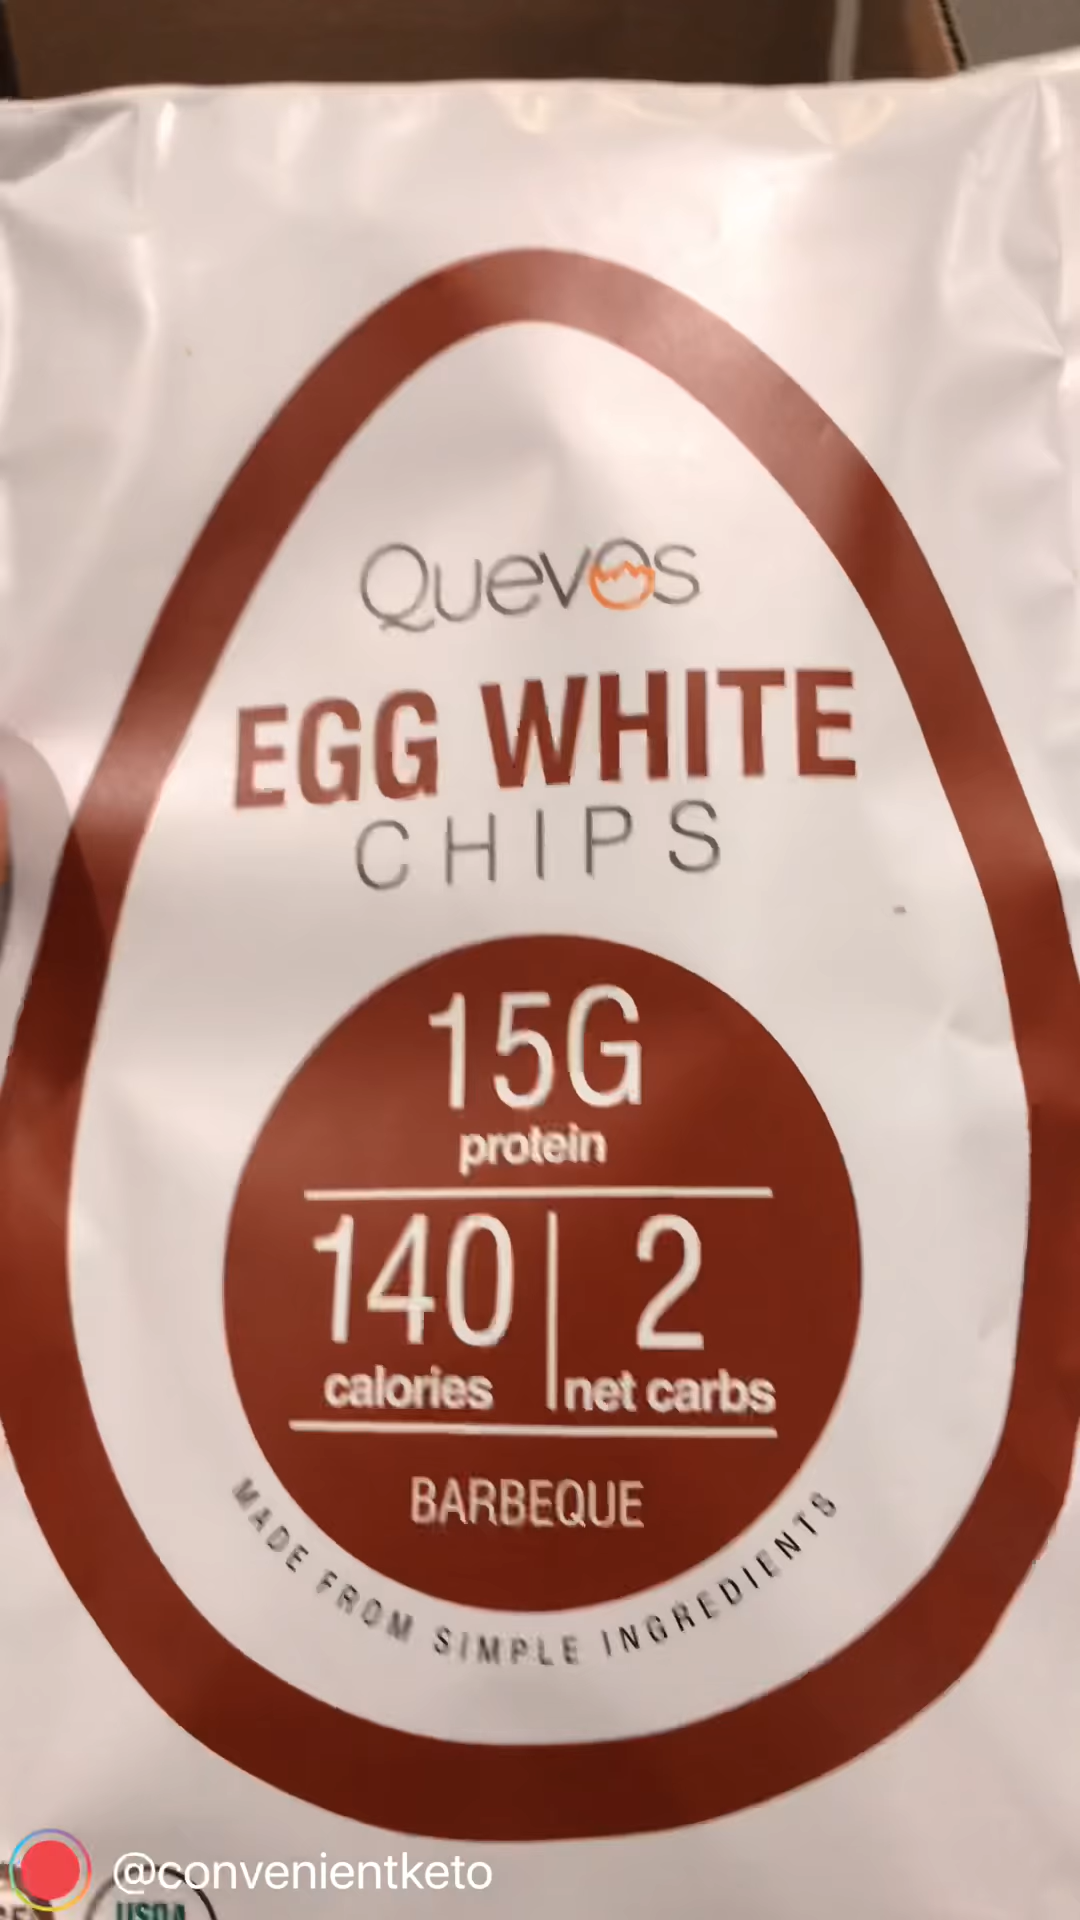 Quevos
EGG WHITE
CHIPS
15G
protein
140
calories
2
net carbs
BARBEQUE
MADE FROM SIMPLE INGREDIENTS
@convenientketo
USDA